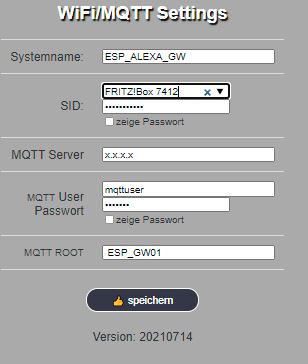 WiFi/MQTT Settings
Systemname: ESP_ALEXA_GW
FRITZ!Box 7412
SID: •••••••••••
zeige Passwort
MQTT Server x.x.x.x
MQTT User mqttuser
Passwort •••••••
zeige Passwort
MQTT ROOT ESP_GW01
👍 speichern
Version: 20210714